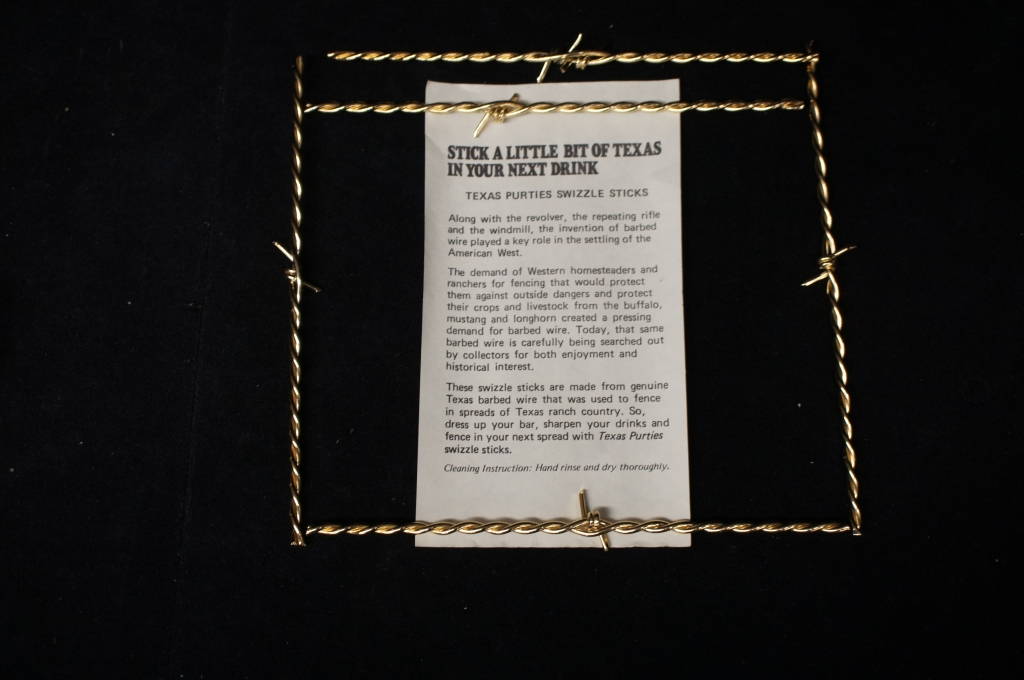 STICK A LITTLE BIT OF TEXAS
IN YOUR NEXT DRINK
TEXAS PURTIES SWIZZLE STICKS
Along with the revolver, the repeating rifle
and the windmill, the invention of barbed
wire played a key role in the settling of the
American West.
The demand of Western homesteaders and
ranchers for fencing that would protect
them against outside dangers and protect
their crops and livestock from the buffalo,
mustang and longhorn created a pressing
demand for barbed wire. Today, that same
barbed wire is carefully being searched out
by collectors for both enjoyment and
historical interest.
These swizzle sticks are made from genuine
Texas barbed wire that was used to fence
in spreads of Texas ranch country. So,
dress up your bar, sharpen your drinks and
fence in your next spread with Texas Purties
swizzle sticks.
Cleaning Instruction: Hand rinse and dry thoroughly.